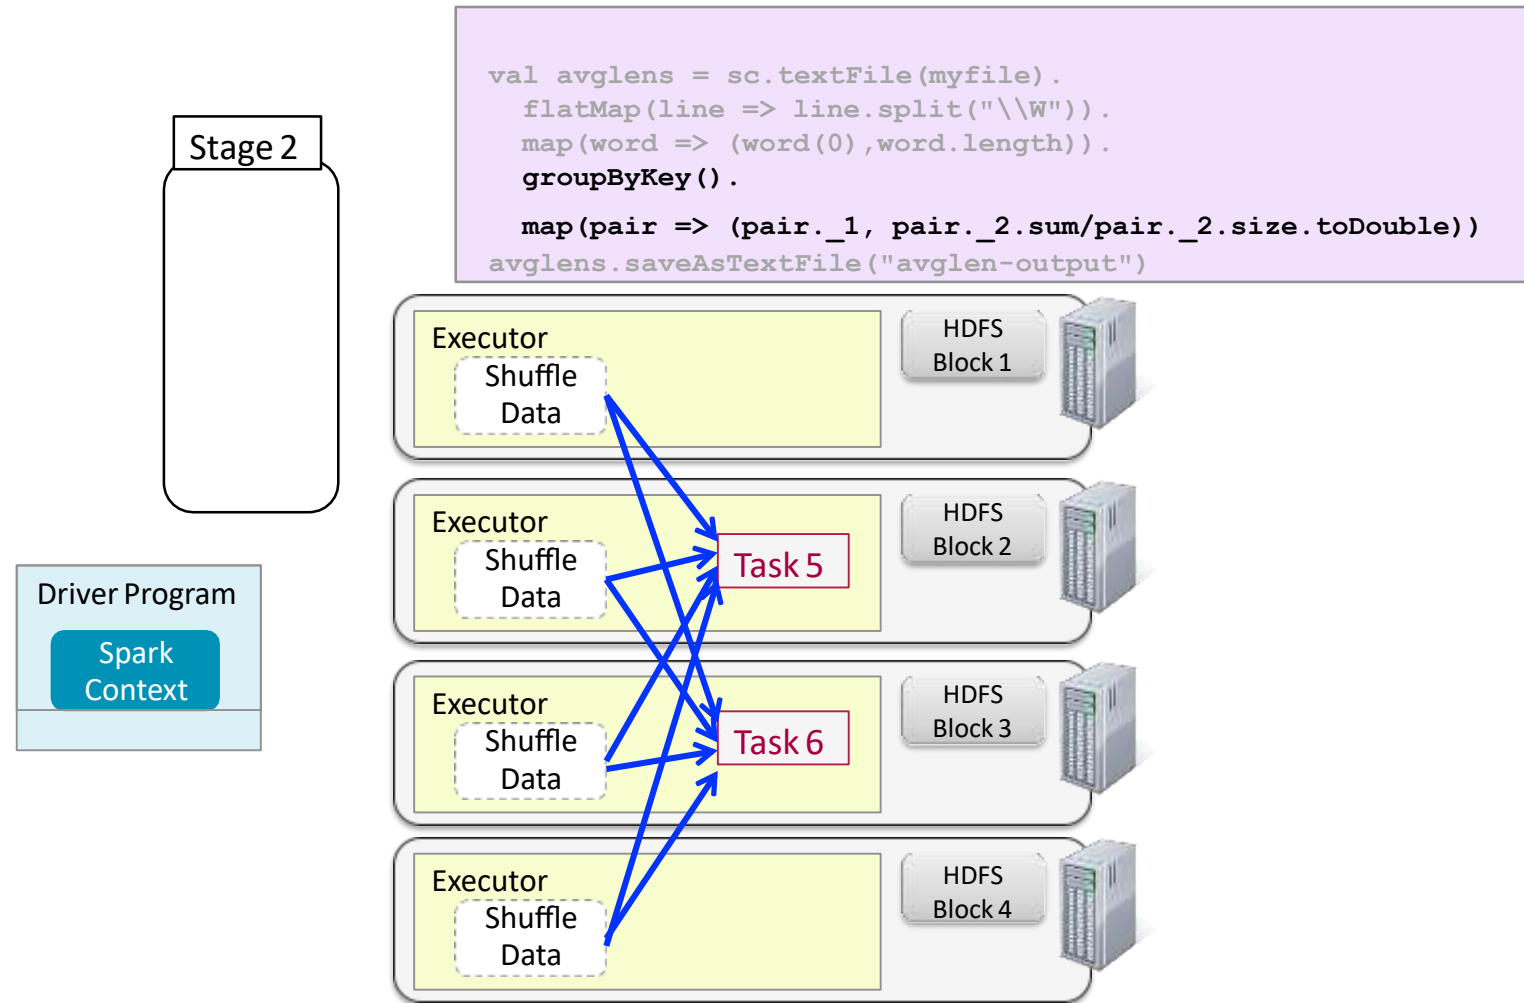 val avglens = sc.textFile(myfile).
flatMap(line => line.split("\\W")).
map(word => (word(0),word.length)).
groupByKey().
map(pair => (pair._1, pair._2.sum/pair._2.size.toDouble))
avglens.saveAsTextFile("avglen-output")
Stage 2
Executor
Shuffle
Data
HDFS
Block 1
Executor
Shuffle
Data
Task 5
HDFS
Block 2
Driver Program
Spark
Context
Executor
Shuffle
Data
Task 6
HDFS
Block 3
Executor
Shuffle
Data
HDFS
Block 4